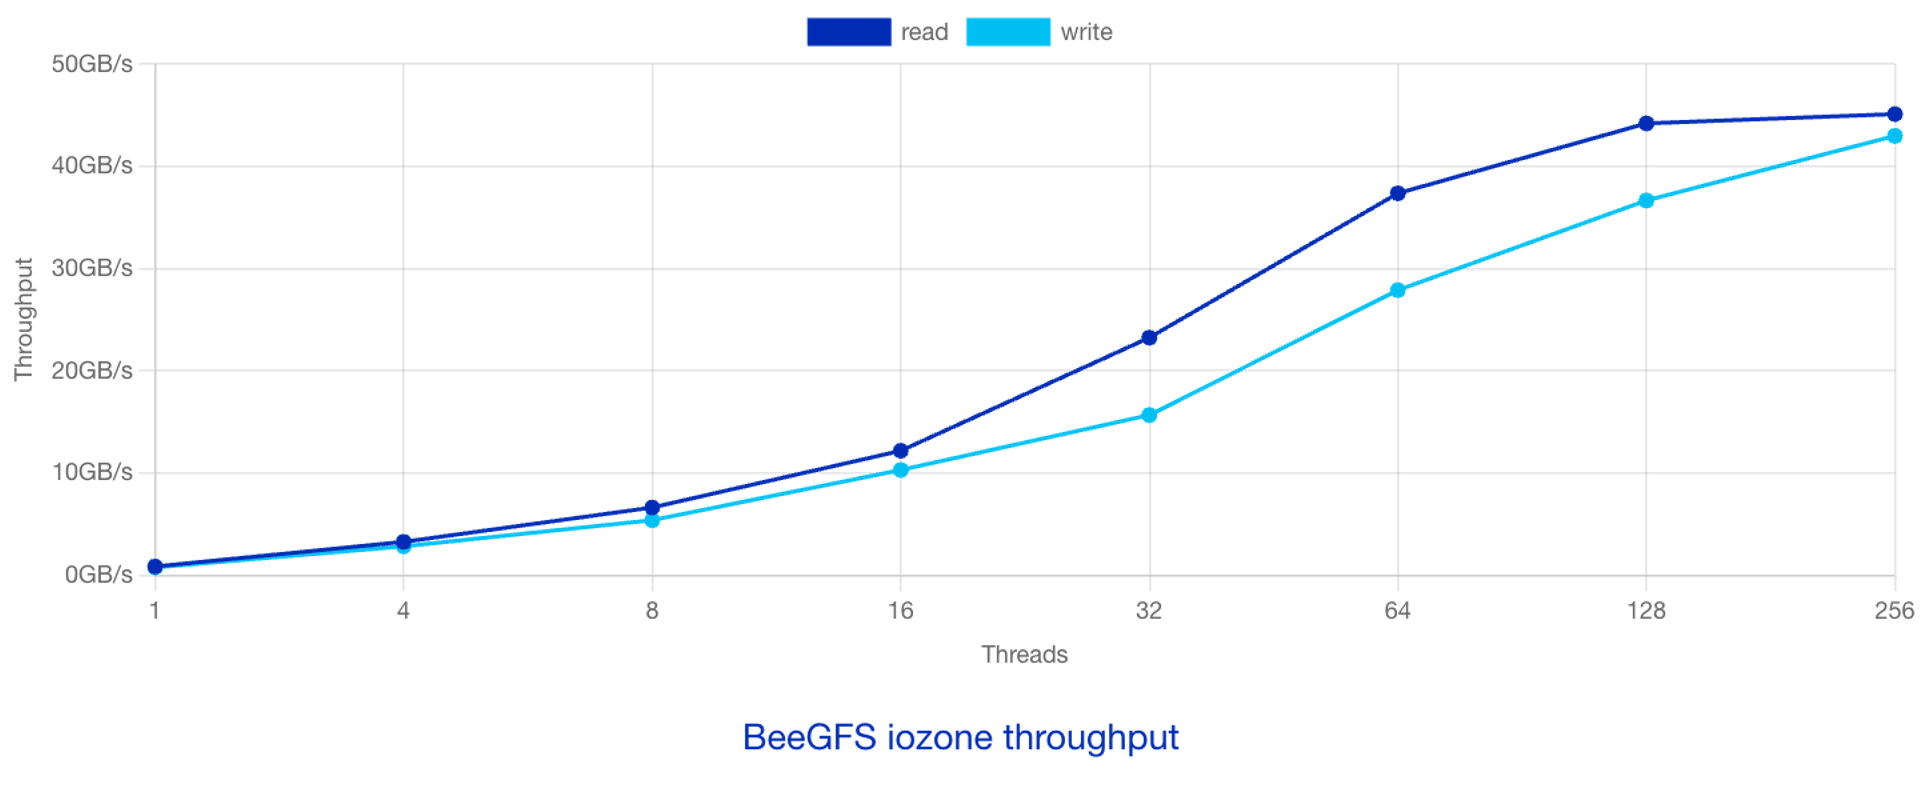 read write
50GB/s
40GB/s
30GB/s
20GB/s
10GB/s
0GB/s
Throughput
1 4 8 16 32 64 128 256
Threads
BeeGFS iozone throughput